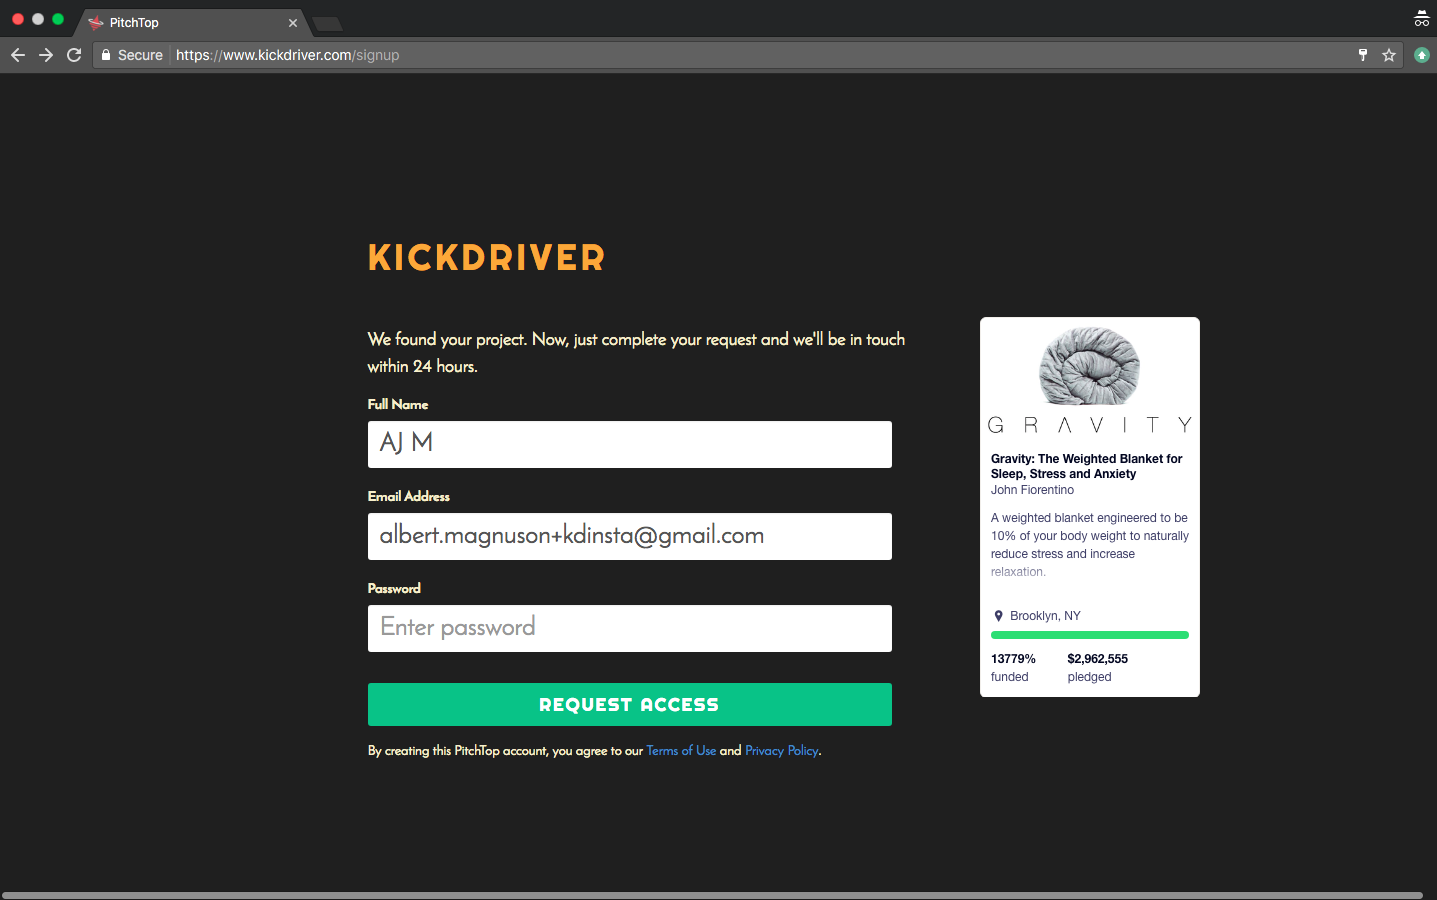 PitchTop
Secure https://www.kickdriver.com/signup
KICKDRIVER
We found your project. Now, just complete your request and we'll be in touch
within 24 hours.
Full Name
AJ M
Email Address
albert.magnuson+kdinsta@gmail.com
Password
Enter password
REQUEST ACCESS
By creating this PitchTop account, you agree to our Terms of Use and Privacy Policy.
GRAVITY
Gravity: The Weighted Blanket for
Sleep, Stress and Anxiety
John Fiorentino
A weighted blanket engineered to be
10% of your body weight to naturally
reduce stress and increase
relaxation.
Brooklyn, NY
13779% $2,962,555
funded pledged